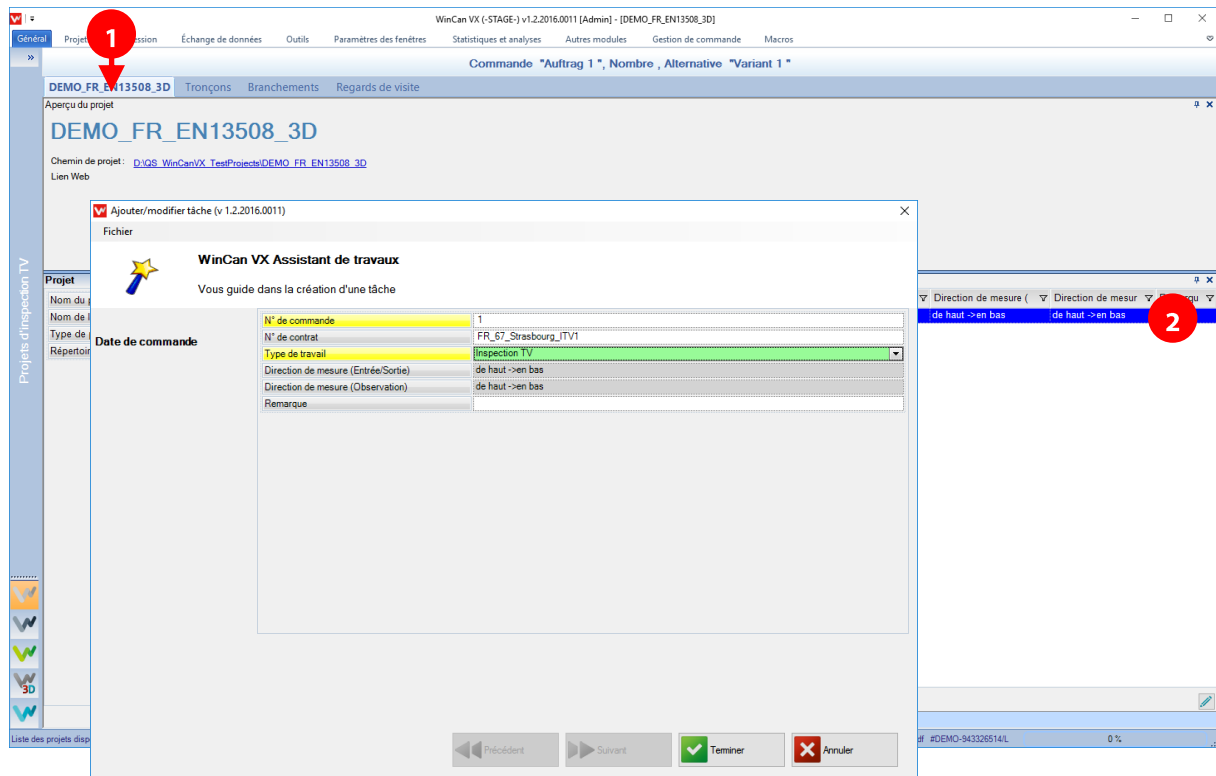 WinCan VX (-STAGE-) v1.2.2016.0011 [Admin] - [DEMO_FR_EN13508_3D]
Général Projet ession Échange de données Outils Paramètres des fenêtres Statistiques et analyses Autres modules Gestion de commande Macros
1
Commande "Auftrag 1 ", Nombre , Alternative "Variant 1 "
DEMO_FR_EN13508_3D Tronçons Branchements Regards de visite
Aperçu du projet
DEMO_FR_EN13508_3D
Chemin de projet : D:\QS_WinCanVX_TestProjects\DEMO_FR_EN13508_3D
Lien Web
Projets d'inspection TV
Ajouter/modifier tâche (v 1.2.2016.0011)
Fichier
WinCan VX Assistant de travaux
Vous guide dans la création d'une tâche
Projet
Nom du
Nom de
Type de
Répertoir
Date de commande
N° de commande 1
N° de contrat FR_67_Strasbourg_ITV1
Type de travail Inspection TV
Direction de mesure (Entrée/Sortie) de haut ->en bas
Direction de mesure (Observation) de haut ->en bas
Remarque
Direction de mesure ( Direction de mesur
de haut ->en bas de haut ->en bas
2
3D
Précédent Suivant Terminer Annuler
Liste des projets disp
df #DEMO-943326514/L 0 %